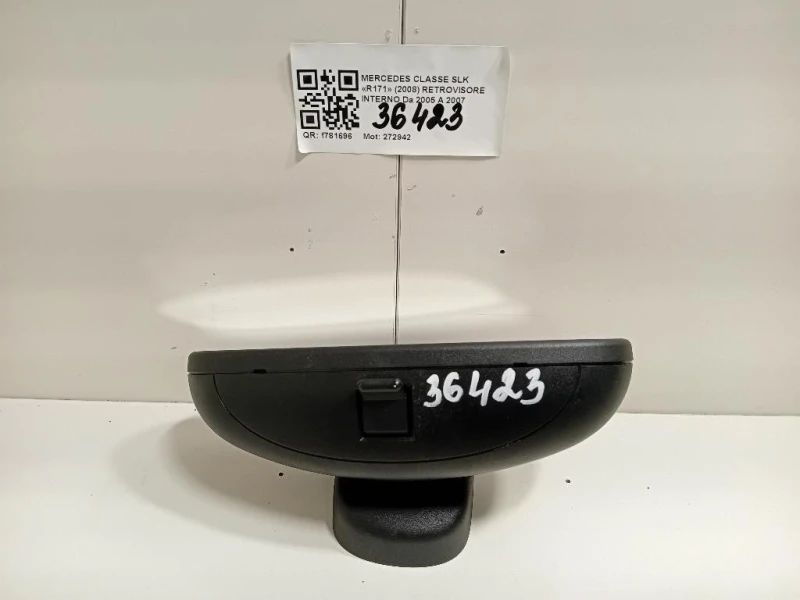 MERCEDES CLASSE SLK
«R171» (2008) RETROVISORE
INTERNO Da 2005 A 2007
36423
QR: f781696 Mot: 272942
36423